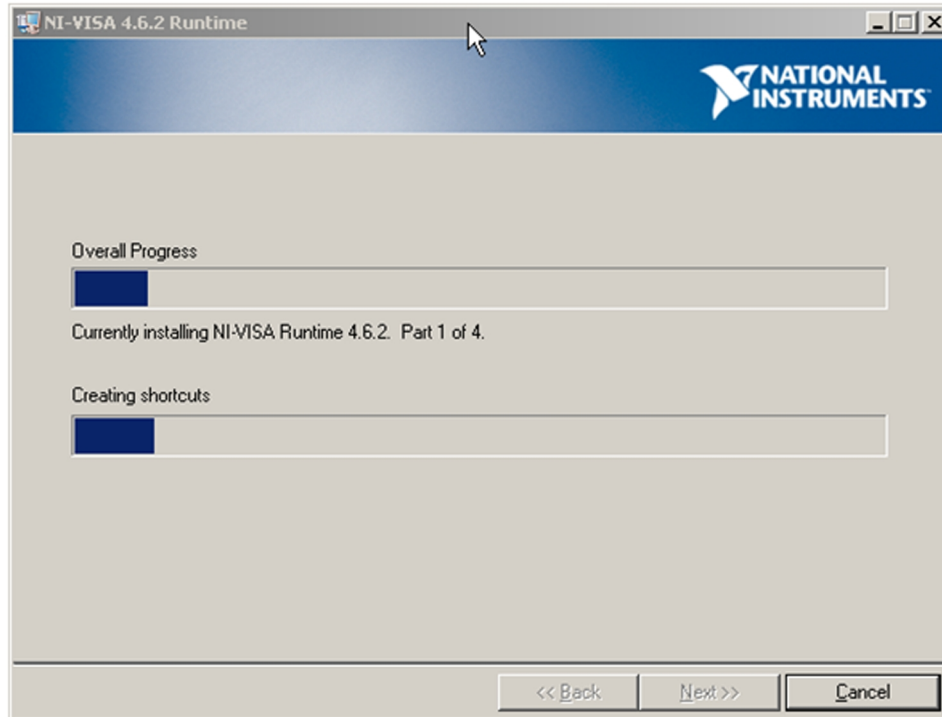 NI-VISA 4.6.2 Runtime
NATIONAL
INSTRUMENTS™
Overall Progress
Currently installing NI-VISA Runtime 4.6.2. Part 1 of 4.
Creating shortcuts
<< Back
Next >>
Cancel